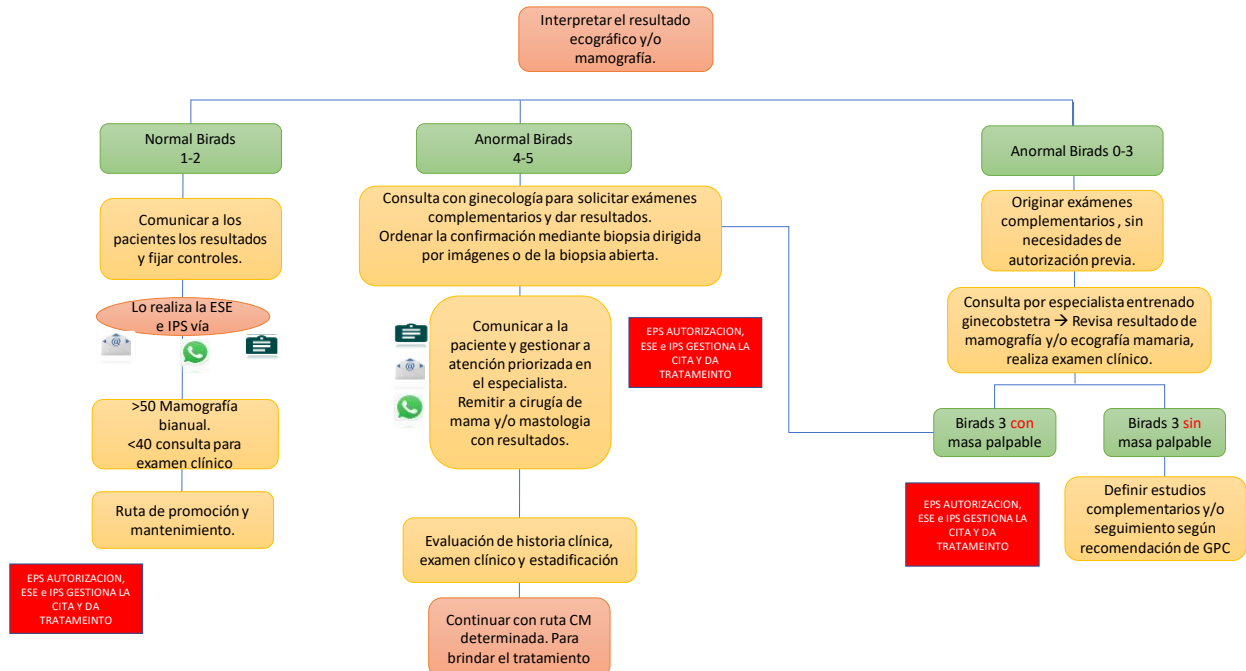 Interpretar el resultado
ecográfico y/o
mamografía.
Normal Birads
1-2
Comunicar a los
pacientes los resultados
y fijar controles.
Lo realiza la ESE
e IPS vía
>50 Mamografía
bianual.
<40 consulta para
examen clínico
Ruta de promoción y
mantenimiento.
EPS AUTORIZACION,
ESE e IPS GESTIONA LA
CITA Y DA
TRATAMEINTO
Anormal Birads
4-5
Consulta con ginecología para solicitar exámenes
complementarios y dar resultados.
Ordenar la confirmación mediante biopsia dirigida
por imágenes o de la biopsia abierta.
Comunicar a la
paciente y gestionar a
atención priorizada en
el especialista.
Remitir a cirugía de
mama y/o mastologia
con resultados.
EPS AUTORIZACION,
ESE e IPS GESTIONA LA
CITA Y DA
TRATAMEINTO
Evaluación de historia clínica,
examen clínico y estadificación
Continuar con ruta CM
determinada. Para
brindar el tratamiento
Anormal Birads 0-3
Originar exámenes
complementarios , sin
necesidades de
autorización previa.
Consulta por especialista entrenado
ginecobstetra → Revisa resultado de
mamografía y/o ecografía mamaria,
realiza examen clínico.
Birads 3 con
masa palpable
Birads 3 sin
masa palpable
EPS AUTORIZACION,
ESE e IPS GESTIONA LA
CITA Y DA
TRATAMEINTO
Definir estudios
complementarios y/o
seguimiento según
recomendación de GPC